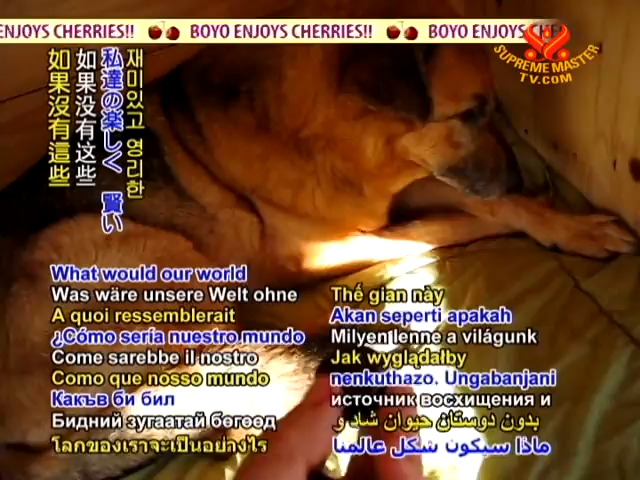 ENJOYS CHERRIES!! BOYO ENJOYS CHERRIES!! BOYO ENJOYS CHE
SUPREME MASTER
TV.COM
재미있고 영리한
私達の楽しく 賢い
如果没有这些
如果沒有這些
What would our world
Was wäre unsere Welt ohne
A quoi ressemblerait
¿Cómo sería nuestro mundo
Come sarebbe il nostro
Como que nosso mundo
Какъв би бил
Бидний зугаатай бөгөөд
โลกของเราจะเป็นอย่างไร
Thế gian này
Akan seperti apakah
Milyen lenne a világunk
Jak wyglądałby
nenkuthazo. Ungabanjani
источник восхищения и
بدون دوستان حیوان شاد و
ماذا سيكون شكل عالمنا